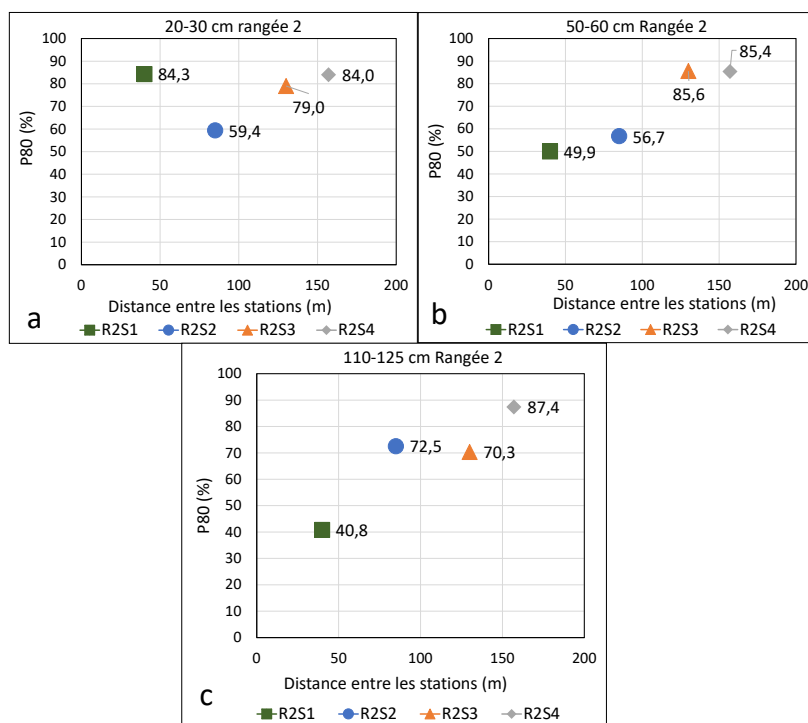 20-30 cm rangée 2
P80 (%)
100
90
80
70
60
50
40
30
20
10
0
84,3
59,4
79,0
84,0
0 50 100 150 200
Distance entre les stations (m)
a
R2S1 R2S2 R2S3 R2S4
50-60 cm Rangée 2
P80 (%)
100
90
80
70
60
50
40
30
20
10
0
49,9
56,7
85,6
85,4
0 50 100 150 200
Distance entre les stations (m)
b
R2S1 R2S2 R2S3 R2S4
110-125 cm Rangée 2
P80 (%)
100
90
80
70
60
50
40
30
20
10
0
40,8
72,5
70,3
87,4
0 50 100 150 200
Distance entre les stations (m)
c
R2S1 R2S2 R2S3 R2S4